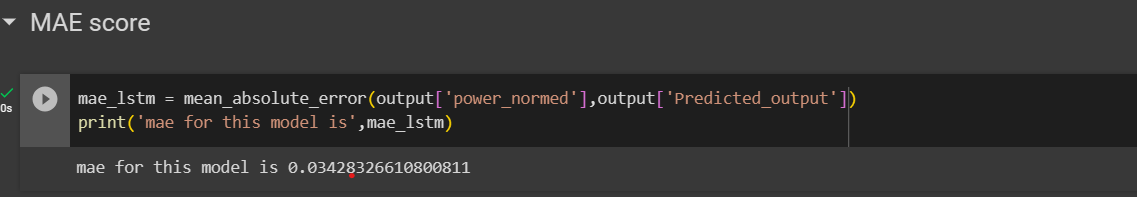 MAE score
0s
mae_lstm = mean_absolute_error(output['power_normed'],output['Predicted_output'])
print('mae for this model is',mae_lstm)
mae for this model is 0.03428326610800811